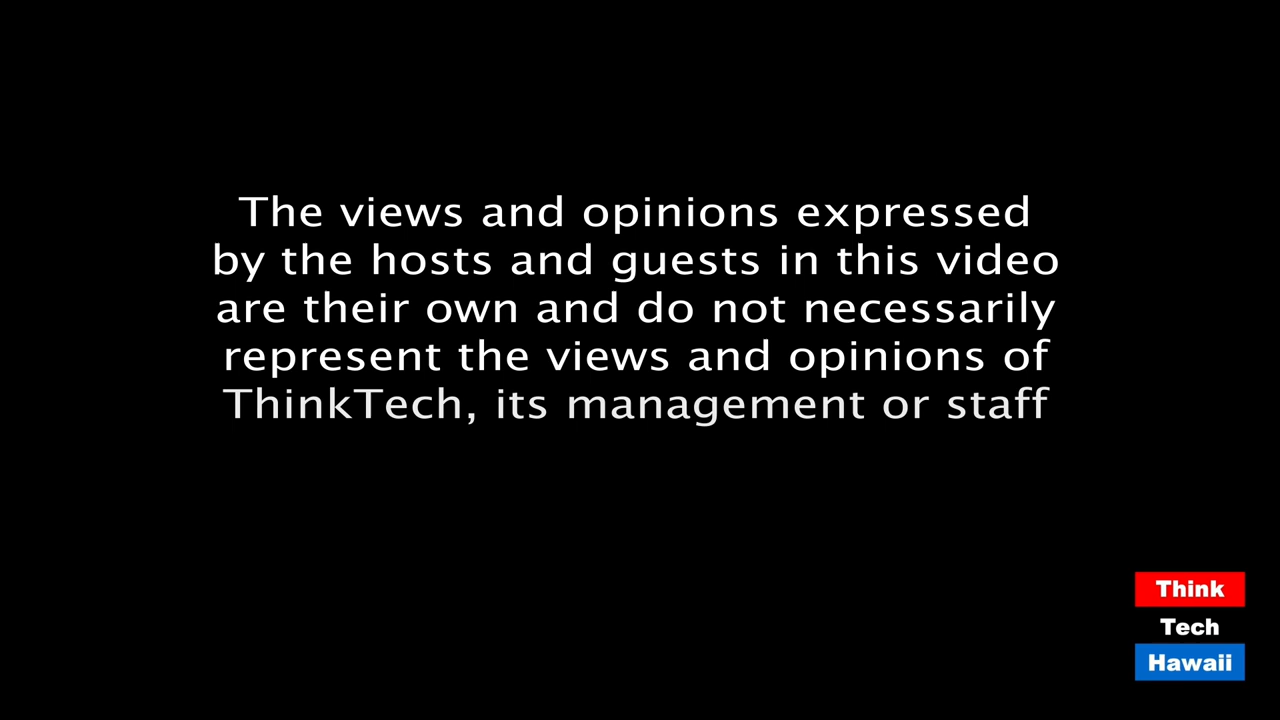 The views and opinions expressed
by the hosts and guests in this video
are their own and do not necessarily
represent the views and opinions of
ThinkTech, its management or staff
Think
Tech
Hawaii